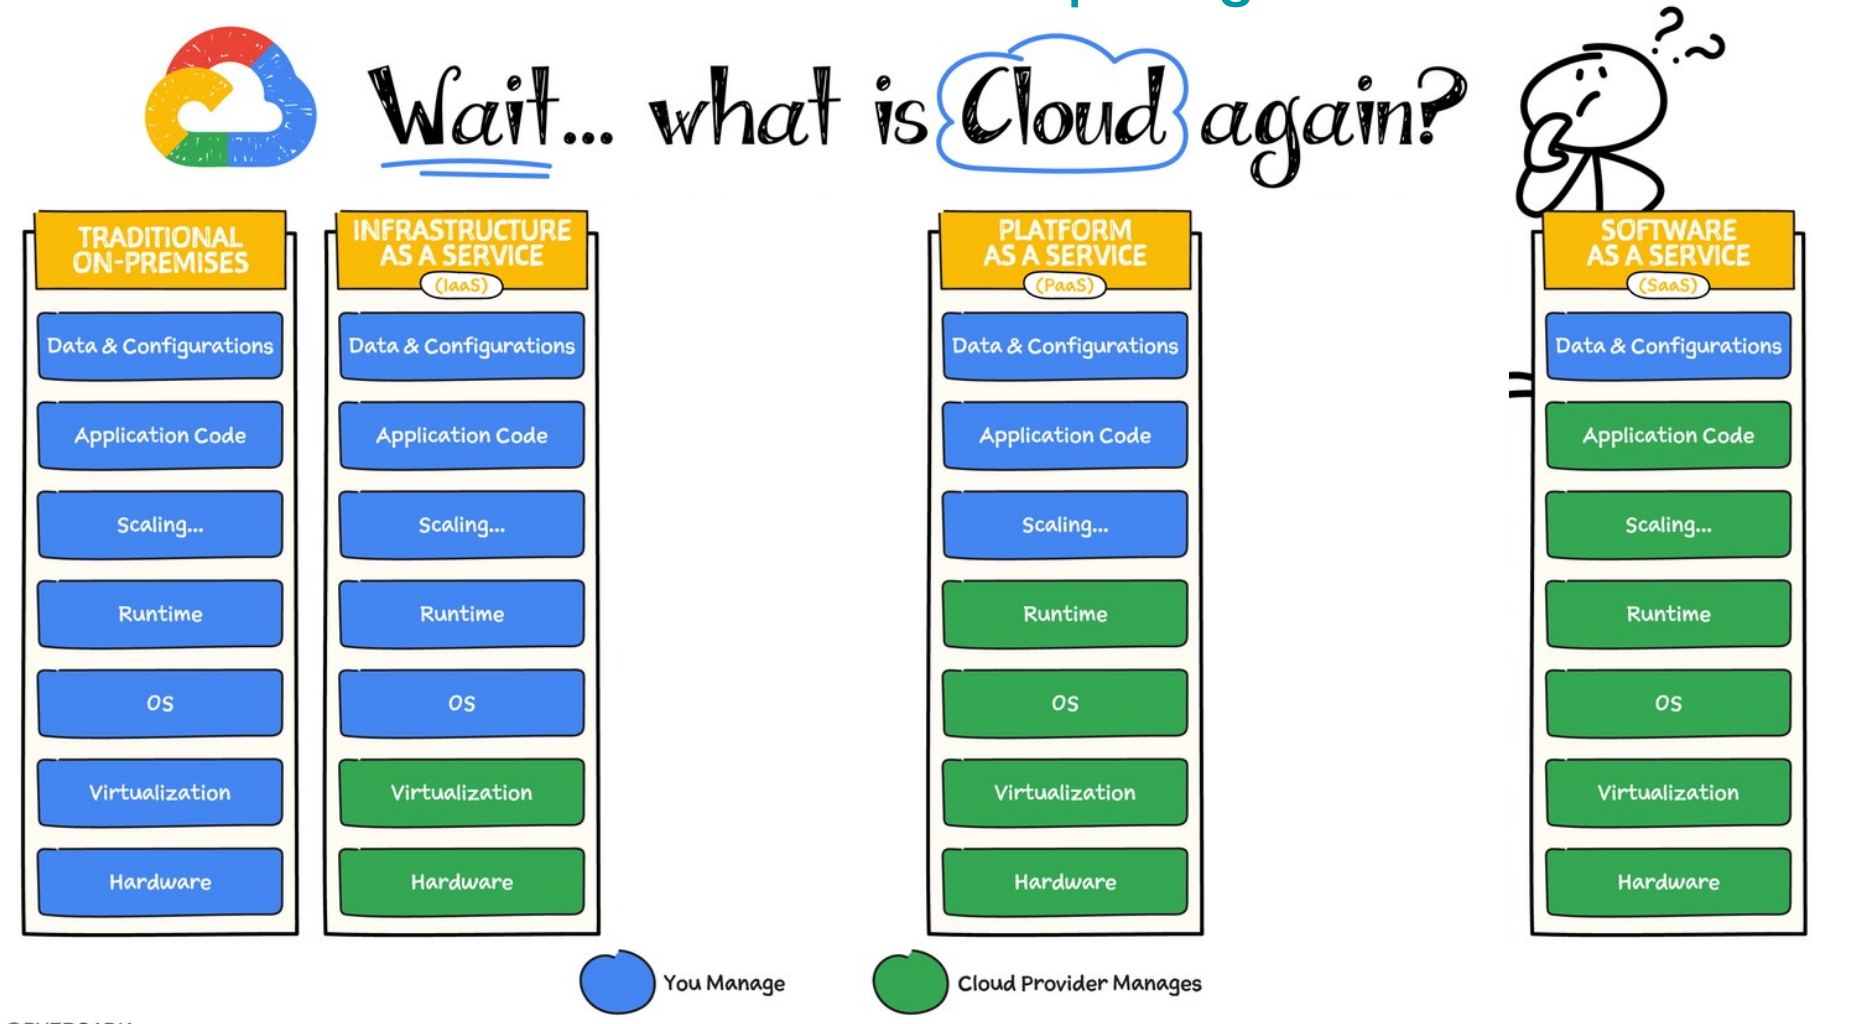 Wait... what is Cloud again?
TRADITIONAL
ON-PREMISES
Data & Configurations
Application Code
Scaling...
Runtime
OS
Virtualization
Hardware
INFRASTRUCTURE
AS A SERVICE
(IaaS)
Data & Configurations
Application Code
Scaling...
Runtime
OS
Virtualization
Hardware
PLATFORM
AS A SERVICE
(PaaS)
Data & Configurations
Application Code
Scaling...
Runtime
OS
Virtualization
Hardware
SOFTWARE
AS A SERVICE
(SaaS)
Data & Configurations
Application Code
Scaling...
Runtime
OS
Virtualization
Hardware
You Manage
Cloud Provider Manages